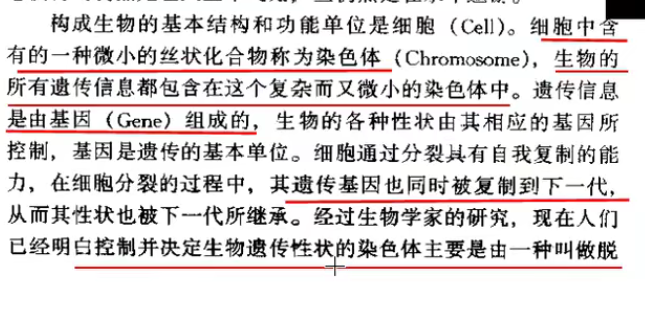 构成生物的基本结构和功能单位是细胞（Cell）。细胞中含
有的一种微小的丝状化合物称为染色体（Chromosome），生物的
所有遗传信息都包含在这个复杂而又微小的染色体中。遗传信息
是由基因（Gene）组成的，生物的各种性状由其相应的基因所
控制，基因是遗传的基本单位。细胞通过分裂具有自我复制的能
力，在细胞分裂的过程中，其遗传基因也同时被复制到下一代，
从而其性状也被下一代所继承。经过生物学家的研究，现在人们
已经明白控制并决定生物遗传性状的染色体主要是由一种叫做脱